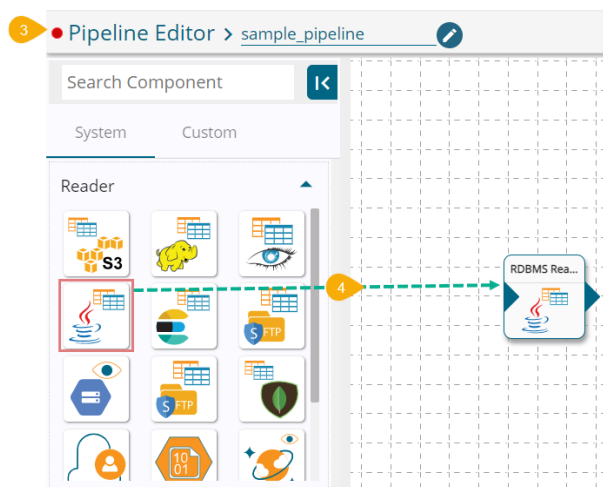 3
Pipeline Editor > sample_pipeline
Search Component
System Custom
Reader
S3
4
RDBMS Rea...
FTP
S FTP
10
01